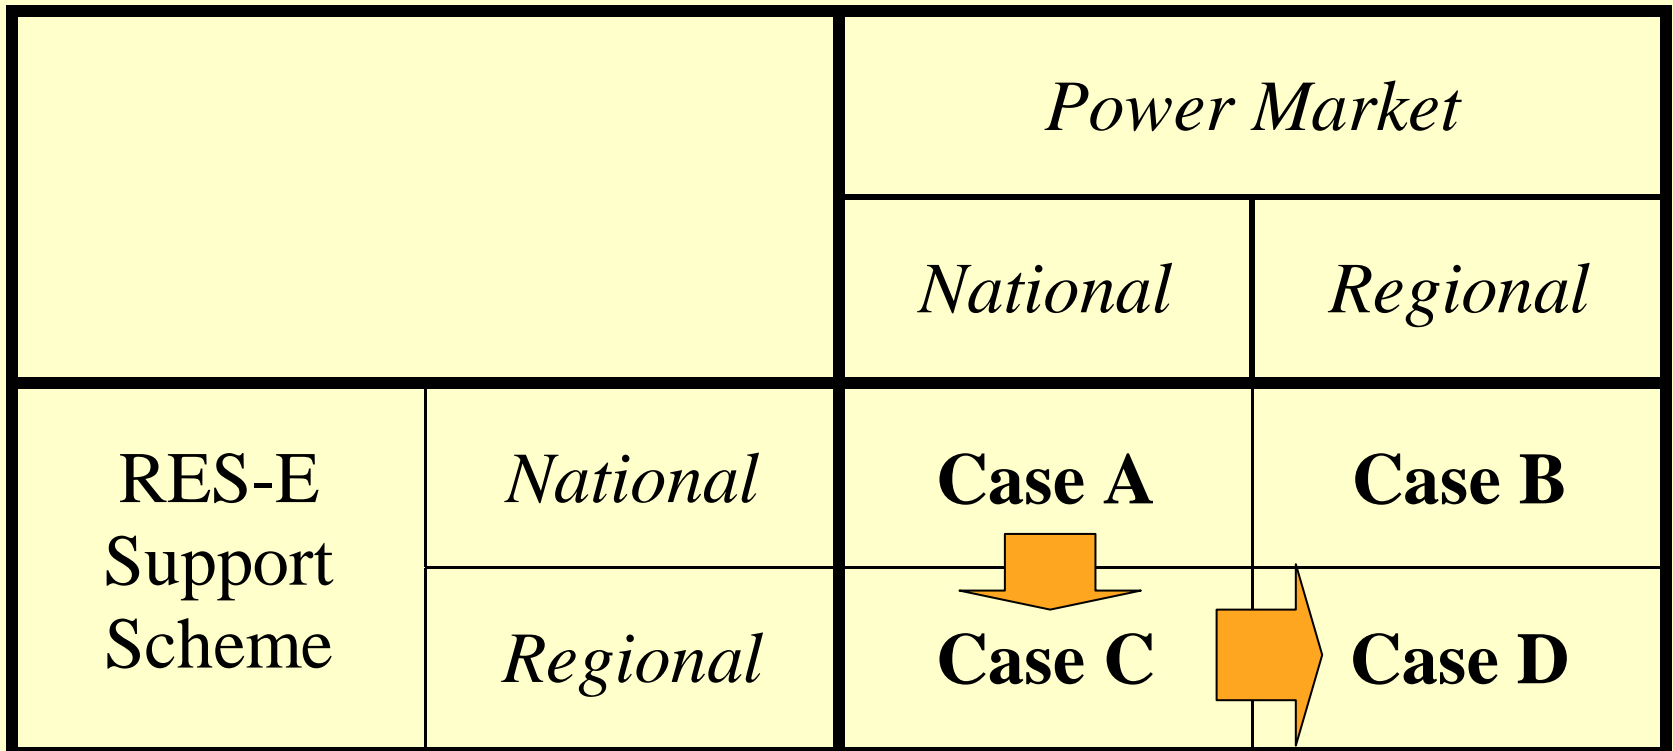 Power Market
National
Regional
RES-E
Support
Scheme
National
Case A
Case B
Regional
Case C
Case D